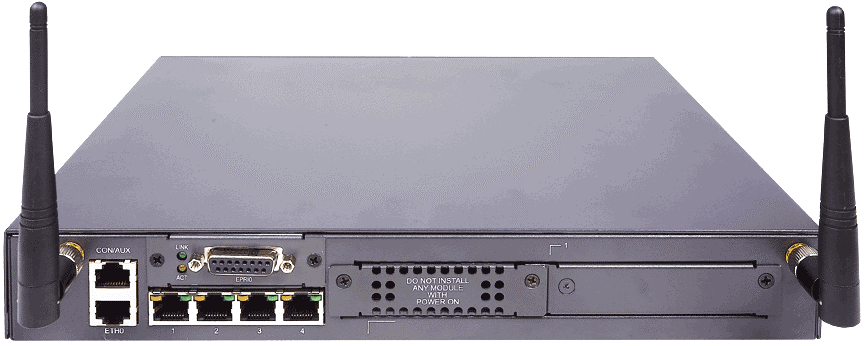 CON/AUX
LINK
ACT
EPRI0
ETH0
1 2 3 4
1
DO NOT INSTALL
ANY MODULE
WITH
POWER ON